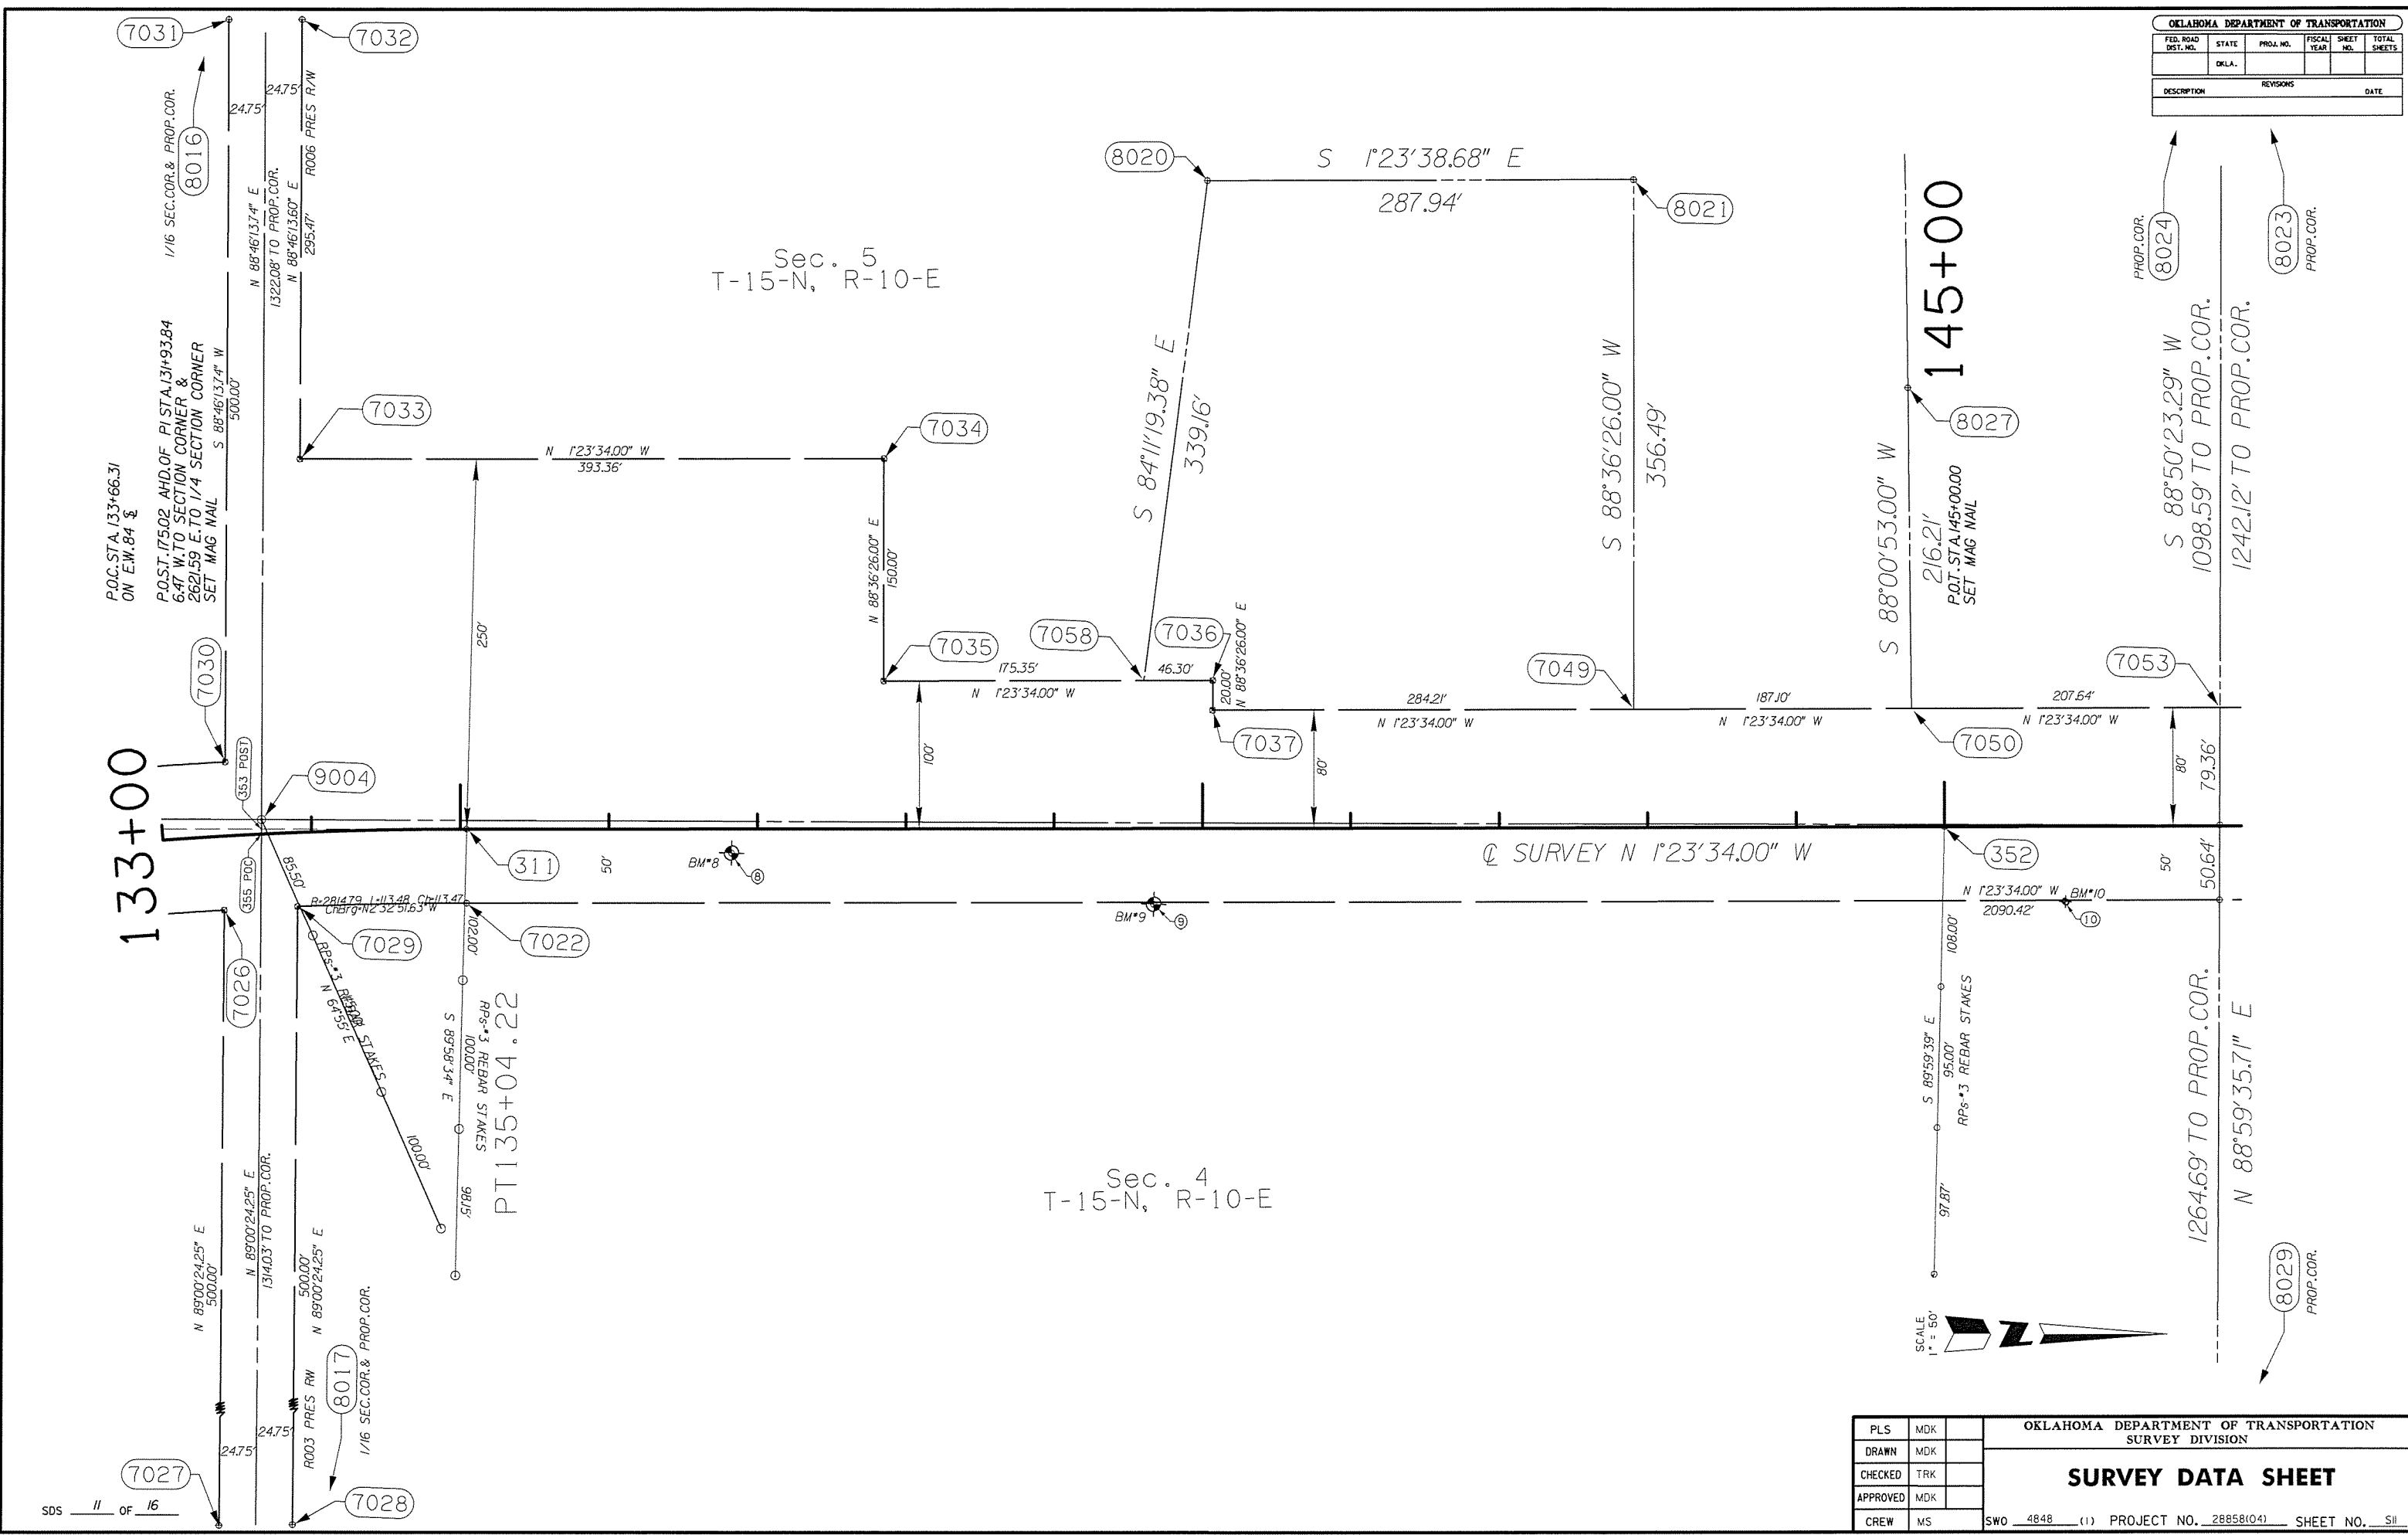 OKLAHOMA DEPARTMENT OF TRANSPORTATION
FED. ROAD DIST. NO.
STATE
PROJ. NO.
FISCAL YEAR
SHEET NO.
TOTAL SHEETS
OKLA.
REVISIONS
DESCRIPTION
DATE
7031
7032
24.75'
24.75'
1/16 SEC.COR.& PROP.COR.
8016
N 88°46'13.74" E
1322.08' TO PROP.COR.
N 88°46'13.60" E
295.47'
R006 PRES R/W
S 88°46'13.74" W
500.00'
P.O.C. STA. 133+66.31
ON E.W.84 ℄
P.O.S.T. 175.02 AHD.OF PI STA.131+93.84
6.47 W.TO SECTION CORNER &
2621.59 E.TO 1/4 SECTION CORNER
SET MAG NAIL
7030
7033
N 1°23'34.00" W
393.36'
7034
250'
N 88°36'26.00" E
150.00'
7035
175.35'
N 1°23'34.00" W
7058
46.30'
7036
20.00'
N 88°36'26.00" E
7037
100'
80'
Sec. 5
T-15-N, R-10-E
8020
S 1°23'38.68" E
287.94'
8021
S 84°11'19.38" E
339.16'
S 88°36'26.00" W
356.49'
7049
284.21'
N 1°23'34.00" W
187.10'
N 1°23'34.00" W
207.64'
N 1°23'34.00" W
145+00
8027
S 88°00'53.00" W
216.21'
P.O.T. STA.145+00.00
SET MAG NAIL
7050
7053
PROP.COR.
8024
8023
PROP.COR.
S 88°50'23.29" W
1098.59' TO PROP.COR.
1242.12' TO PROP.COR.
80'
79.36'
133+00
353 POST
9004
355 POC
85.50'
311
50'
BM#8
8
℄ SURVEY N 1°23'34.00" W
352
50'
50.64'
R=2814.79 L=113.48 Ch=113.47
ChBrg=N2°32'51.63"W
7029
7022
BM#9
9
N 1°23'34.00" W
2090.42'
BM#10
10
7026
RPs-#3
STAKES
N 64°55' E
100.00'
102.00'
S 89°58'34" E
100.00'
RPs-#3 REBAR STAKES
98.15'
PT135+04.22
108.00'
S 89°59'39" E
95.00'
RPs-#3 REBAR STAKES
97.87'
1264.69' TO PROP.COR.
N 88°59'35.71" E
Sec. 4
T-15-N, R-10-E
N 89°00'24.25" E
500.00'
N 89°00'24.25" E
1314.03' TO PROP.COR.
500.00'
N 89°00'24.25" E
R003 PRES RW
8017
1/16 SEC.COR.& PROP.COR.
24.75'
24.75'
7027
7028
8029
PROP.COR.
SCALE
1" = 50'
N
SDS 11 OF 16
PLS MDK
DRAWN MDK
CHECKED TRK
APPROVED MDK
CREW MS
OKLAHOMA DEPARTMENT OF TRANSPORTATION
SURVEY DIVISION
SURVEY DATA SHEET
SWO 4848 (1) PROJECT NO. 28858(04) SHEET NO. S11